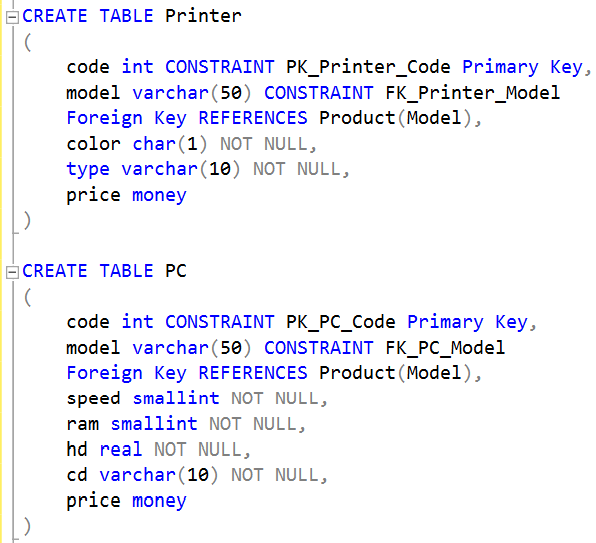 CREATE TABLE Printer
(
code int CONSTRAINT PK_Printer_Code Primary Key,
model varchar(50) CONSTRAINT FK_Printer_Model
Foreign Key REFERENCES Product(Model),
color char(1) NOT NULL,
type varchar(10) NOT NULL,
price money
)
CREATE TABLE PC
(
code int CONSTRAINT PK_PC_Code Primary Key,
model varchar(50) CONSTRAINT FK_PC_Model
Foreign Key REFERENCES Product(Model),
speed smallint NOT NULL,
ram smallint NOT NULL,
hd real NOT NULL,
cd varchar(10) NOT NULL,
price money
)